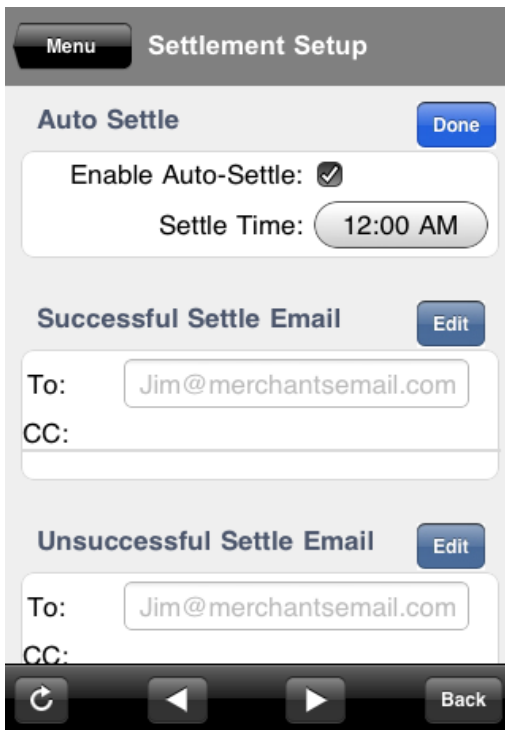 Menu
Settlement Setup
Auto Settle
Done
Enable Auto-Settle:
Settle Time: 12:00 AM
Successful Settle Email
Edit
To: Jim@merchantsemail.com
CC:
Unsuccessful Settle Email
Edit
To: Jim@merchantsemail.com
CC:
Back